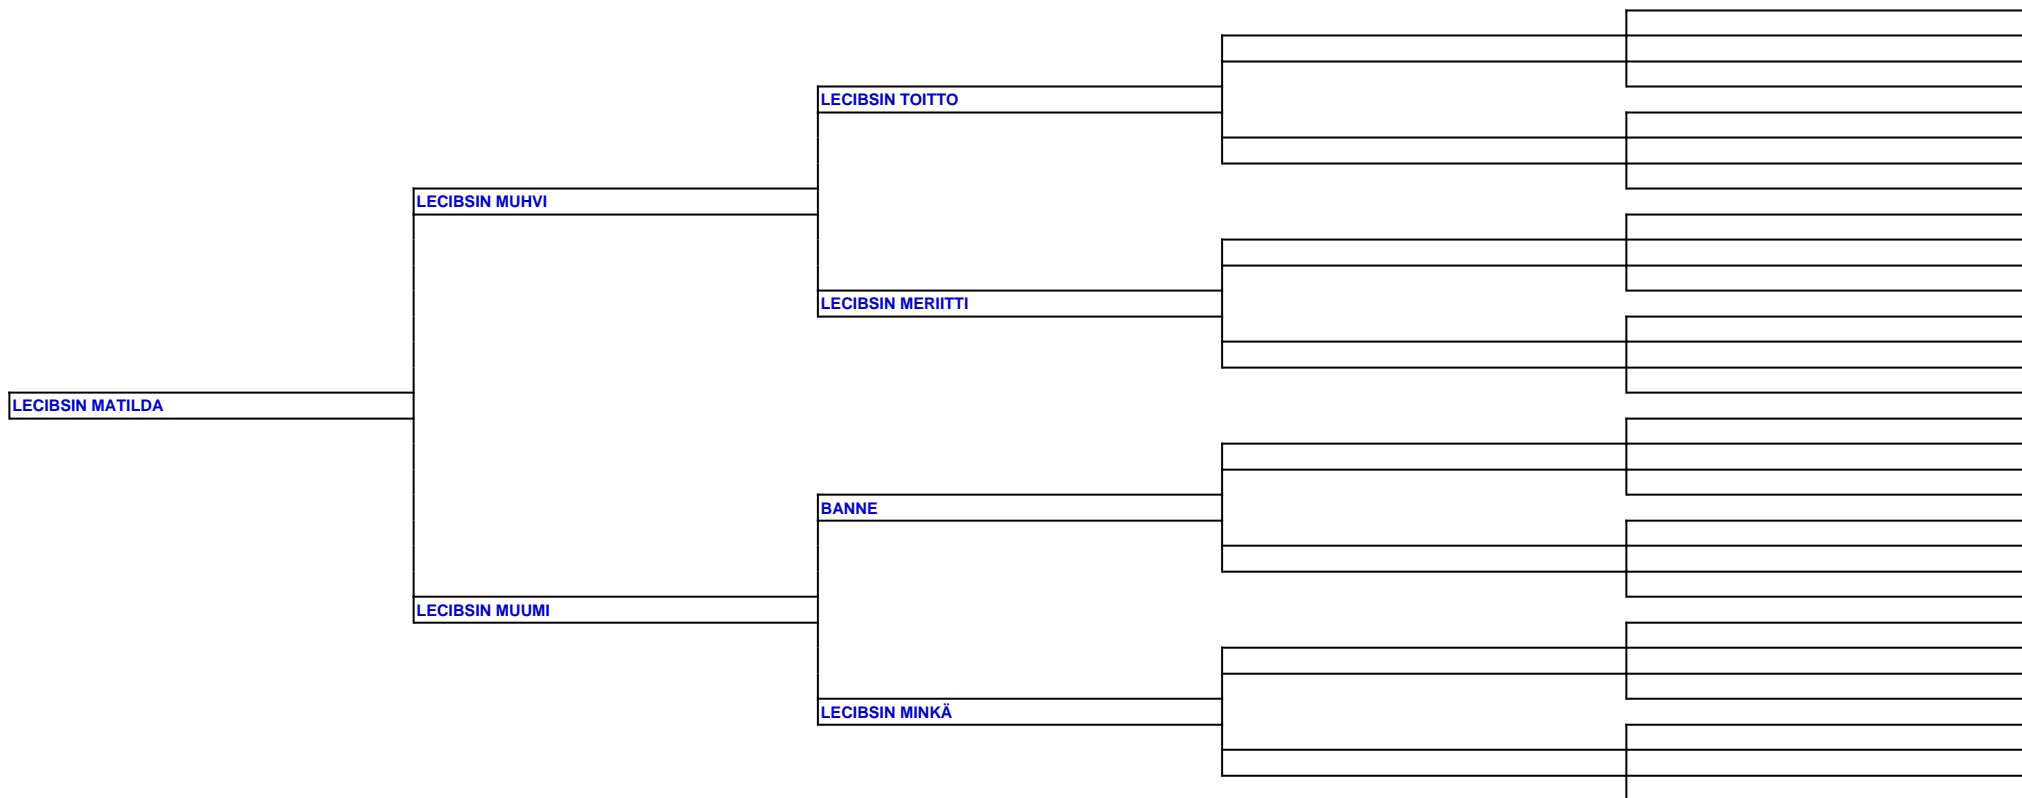 LECIBSIN TOITTO
LECIBSIN MUHVI
LECIBSIN MERIITTI
LECIBSIN MATILDA
BANNE
LECIBSIN MUUMI
LECIBSIN MINKÄ